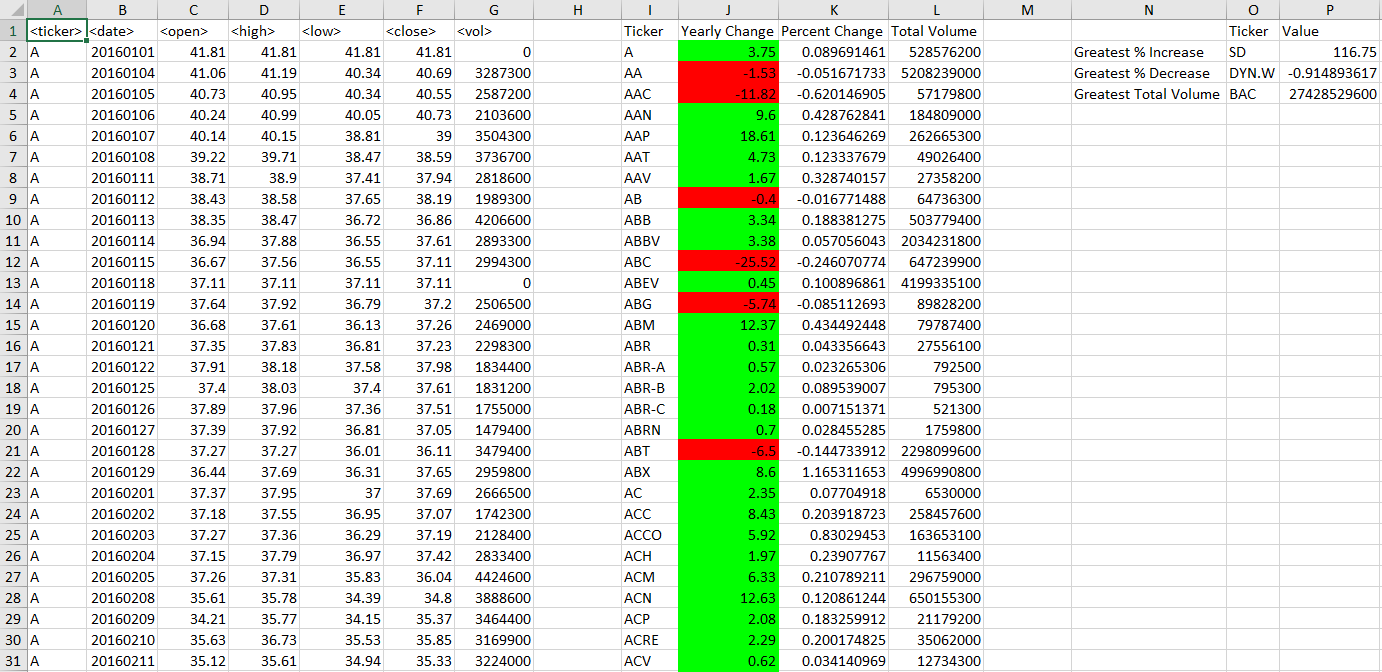 A B C D E F G H I J K L M N O P
1 <ticker> <date> <open> <high> <low> <close> <vol> Ticker Yearly Change Percent Change Total Volume Ticker Value
2 A 20160101 41.81 41.81 41.81 41.81 0 A 3.75 0.089691461 528576200 Greatest % Increase SD 116.75
3 A 20160104 41.06 41.19 40.34 40.69 3287300 AA -1.53 -0.051671733 5208239000 Greatest % Decrease DYN.W -0.914893617
4 A 20160105 40.73 40.95 40.34 40.55 2587200 AAC -11.82 -0.620146905 57179800 Greatest Total Volume BAC 27428529600
5 A 20160106 40.24 40.99 40.05 40.73 2103600 AAN 9.6 0.428762841 184809000
6 A 20160107 40.14 40.15 38.81 39 3504300 AAP 18.61 0.123646269 262665300
7 A 20160108 39.22 39.71 38.47 38.59 3736700 AAT 4.73 0.123337679 49026400
8 A 20160111 38.71 38.9 37.41 37.94 2818600 AAV 1.67 0.328740157 27358200
9 A 20160112 38.43 38.58 37.65 38.19 1989300 AB -0.4 -0.016771488 64736300
10 A 20160113 38.35 38.47 36.72 36.86 4206600 ABB 3.34 0.188381275 503779400
11 A 20160114 36.94 37.88 36.55 37.61 2893300 ABBV 3.38 0.057056043 2034231800
12 A 20160115 36.67 37.56 36.55 37.11 2994300 ABC -25.52 -0.246070774 647239900
13 A 20160118 37.11 37.11 37.11 37.11 0 ABEV 0.45 0.100896861 4199335100
14 A 20160119 37.64 37.92 36.79 37.2 2506500 ABG -5.74 -0.085112693 89828200
15 A 20160120 36.68 37.61 36.13 37.26 2469000 ABM 12.37 0.434492448 79787400
16 A 20160121 37.35 37.83 36.81 37.23 2298300 ABR 0.31 0.043356643 27556100
17 A 20160122 37.91 38.18 37.58 37.98 1834400 ABR-A 0.57 0.023265306 792500
18 A 20160125 37.4 38.03 37.4 37.61 1831200 ABR-B 2.02 0.089539007 795300
19 A 20160126 37.89 37.96 37.36 37.51 1755000 ABR-C 0.18 0.007151371 521300
20 A 20160127 37.39 37.92 36.81 37.05 1479400 ABRN 0.7 0.028455285 1759800
21 A 20160128 37.27 37.27 36.01 36.11 3479400 ABT -6.5 -0.144733912 2298099600
22 A 20160129 36.44 37.69 36.31 37.65 2959800 ABX 8.6 1.165311653 4996990800
23 A 20160201 37.37 37.95 37 37.69 2666500 AC 2.35 0.07704918 6530000
24 A 20160202 37.18 37.55 36.95 37.07 1742300 ACC 8.43 0.203918723 258457600
25 A 20160203 37.27 37.36 36.29 37.19 2128400 ACCO 5.92 0.83029453 163653100
26 A 20160204 37.15 37.79 36.97 37.42 2833400 ACH 1.97 0.23907767 11563400
27 A 20160205 37.26 37.31 35.83 36.04 4424600 ACM 6.33 0.210789211 296759000
28 A 20160208 35.61 35.78 34.39 34.8 3888600 ACN 12.63 0.120861244 650155300
29 A 20160209 34.21 35.77 34.15 35.37 3464400 ACP 2.08 0.183259912 21179200
30 A 20160210 35.63 36.73 35.53 35.85 3169900 ACRE 2.29 0.200174825 35062000
31 A 20160211 35.12 35.61 34.94 35.33 3224000 ACV 0.62 0.034140969 12734300